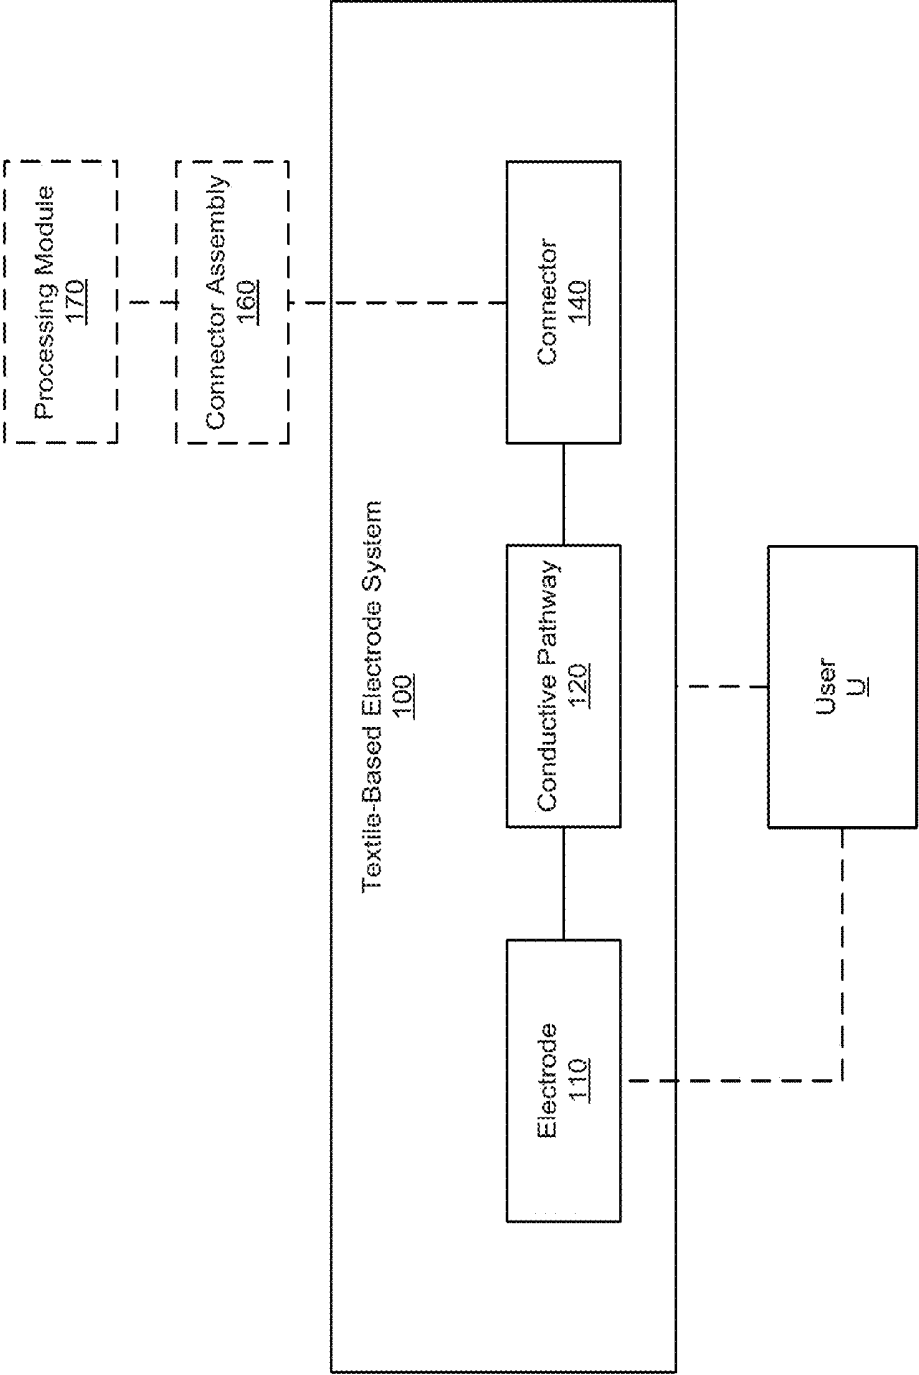 Processing Module
170
Connector Assembly
160
Textile-Based Electrode System
100
Electrode
110
Conductive Pathway
120
Connector
140
User
U